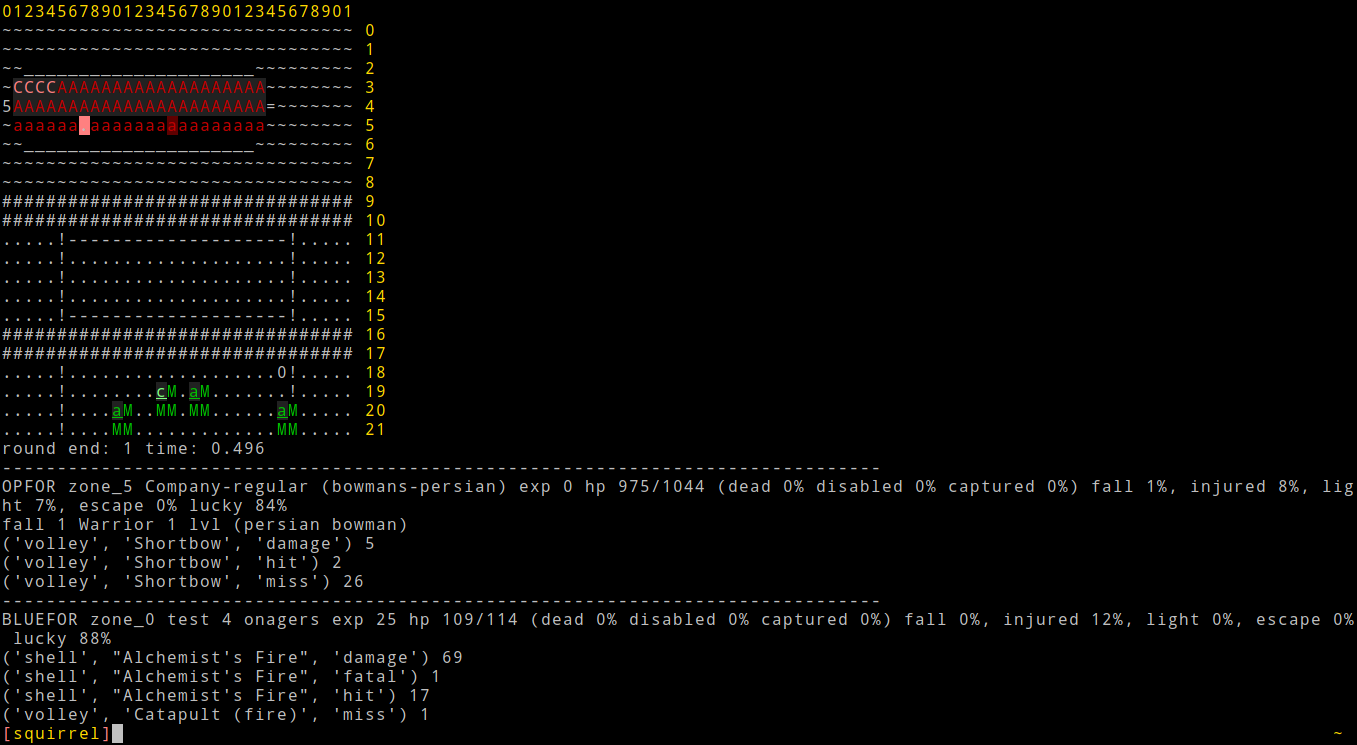 01234567890123456789012345678901
~~~~~~~~~~~~~~~~~~~~~~~~~~~~~~~~ 0
~~~~~~~~~~~~~~~~~~~~~~~~~~~~~~~~ 1
~~_____________________~~~~~~~~~ 2
~CCCCAAAAAAAAAAAAAAAAAAA~~~~~~~~ 3
5AAAAAAAAAAAAAAAAAAAAAAA=~~~~~~~ 4
~aaaaaa.aaaaaaaaaaaaaaaa~~~~~~~~ 5
~~_____________________~~~~~~~~~ 6
~~~~~~~~~~~~~~~~~~~~~~~~~~~~~~~~ 7
~~~~~~~~~~~~~~~~~~~~~~~~~~~~~~~~ 8
################################ 9
################################ 10
.....!--------------------!..... 11
.....!....................!..... 12
.....!....................!..... 13
.....!....................!..... 14
.....!--------------------!..... 15
################################ 16
################################ 17
.....!...................O!..... 18
.....!........cM.aM.......!..... 19
.....!....aM..MM.MM......aM..... 20
.....!....MM.............MM..... 21
round end: 1 time: 0.496
--------------------------------------------------------------------------------
OPFOR zone_5 Company-regular (bowmans-persian) exp 0 hp 975/1044 (dead 0% disabled 0% captured 0%) fall 1%, injured 8%, lig
ht 7%, escape 0% lucky 84%
fall 1 Warrior 1 lvl (persian bowman)
('volley', 'Shortbow', 'damage') 5
('volley', 'Shortbow', 'hit') 2
('volley', 'Shortbow', 'miss') 26
--------------------------------------------------------------------------------
BLUEFOR zone_0 test 4 onagers exp 25 hp 109/114 (dead 0% disabled 0% captured 0%) fall 0%, injured 12%, light 0%, escape 0%
 lucky 88%
('shell', "Alchemist's Fire", 'damage') 69
('shell', "Alchemist's Fire", 'fatal') 1
('shell', "Alchemist's Fire", 'hit') 17
('volley', 'Catapult (fire)', 'miss') 1
[squirrel] ~